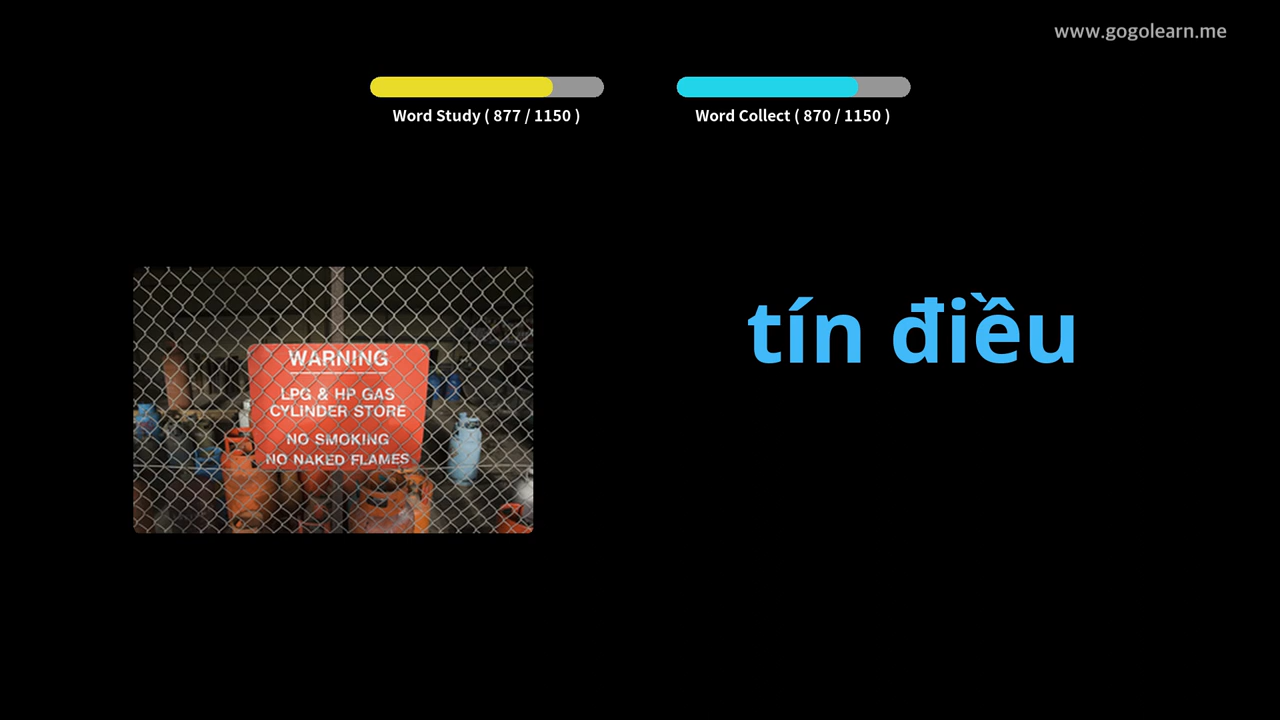 www.gogolearn.me
Word Study ( 877 / 1150 )
Word Collect ( 870 / 1150 )
WARNING
LPG & HP GAS
CYLINDER STORE
NO SMOKING
NO NAKED FLAMES
tín điều